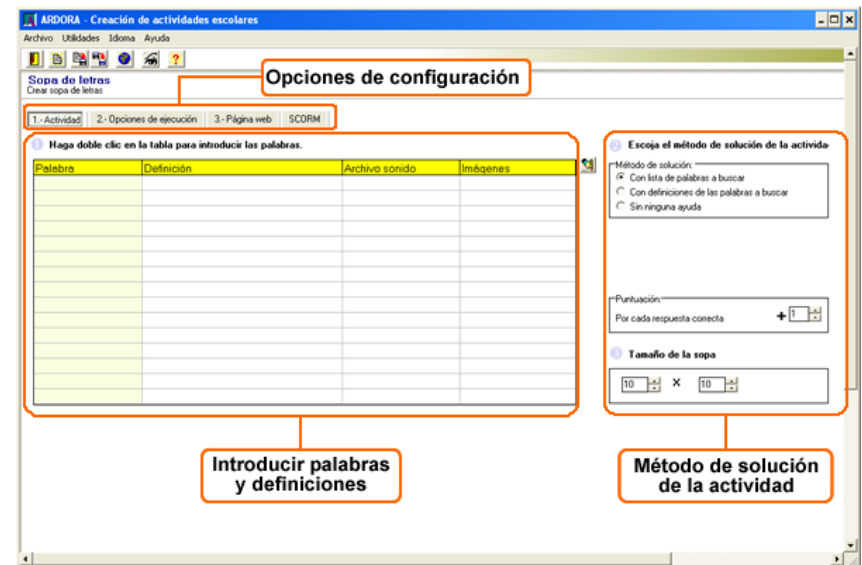 ARDORA - Creación de actividades escolares
Archivo Utilidades Idoma Ayuda
Opciones de configuración
Sopa de letras
Crear sopa de letras
1.- Actividad 2.- Opciones de ejecución 3.- Página web SCORM
1 Haga doble clic en la tabla para introducir las palabras.
Palabra Definición Archivo sonido Imágenes
2 Escoja el método de solución de la activida
Método de solución:
Con lista de palabras a buscar
Con definiciones de las palabras a buscar
Sin ninguna ayuda
Puntuación:
Por cada respuesta correcta + 1
Tamaño de la sopa
10 X 10
Introducir palabras
y definiciones
Método de solución
de la actividad